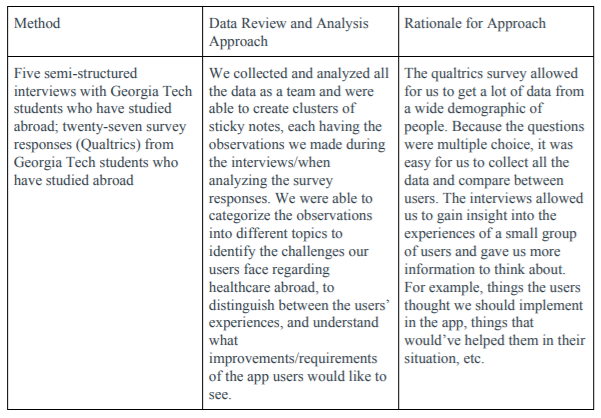 Method
Data Review and Analysis
Approach
Rationale for Approach
Five semi-structured
interviews with Georgia Tech
students who have studied
abroad; twenty-seven survey
responses (Qualtrics) from
Georgia Tech students who
have studied abroad
We collected and analyzed all
the data as a team and were
able to create clusters of
sticky notes, each having the
observations we made during
the interviews/when
analyzing the survey
responses. We were able to
categorize the observations
into different topics to
identify the challenges our
users face regarding
healthcare abroad, to
distinguish between the users’
experiences, and understand
what
improvements/requirements
of the app users would like to
see.
The qualtrics survey allowed
for us to get a lot of data from
a wide demographic of
people. Because the questions
were multiple choice, it was
easy for us to collect all the
data and compare between
users. The interviews allowed
us to gain insight into the
experiences of a small group
of users and gave us more
information to think about.
For example, things the users
thought we should implement
in the app, things that
would’ve helped them in their
situation, etc.